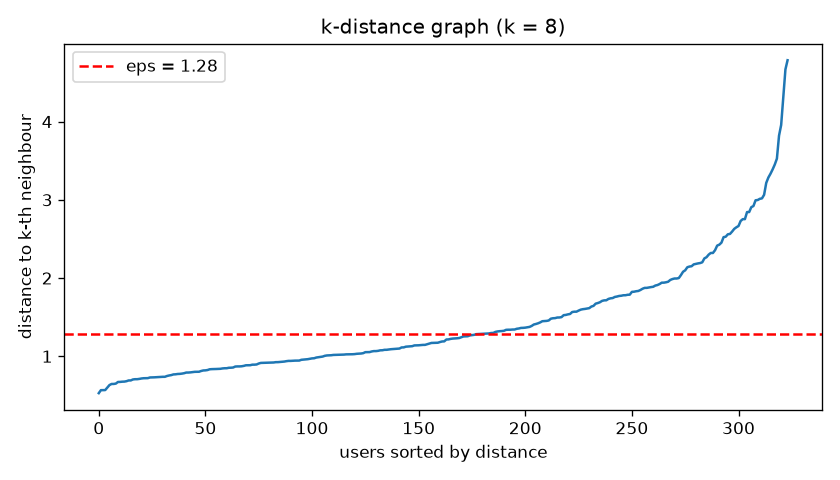 k-distance graph (k = 8)
eps = 1.28
distance to k-th neighbour
4
3
2
1
0 50 100 150 200 250 300
users sorted by distance